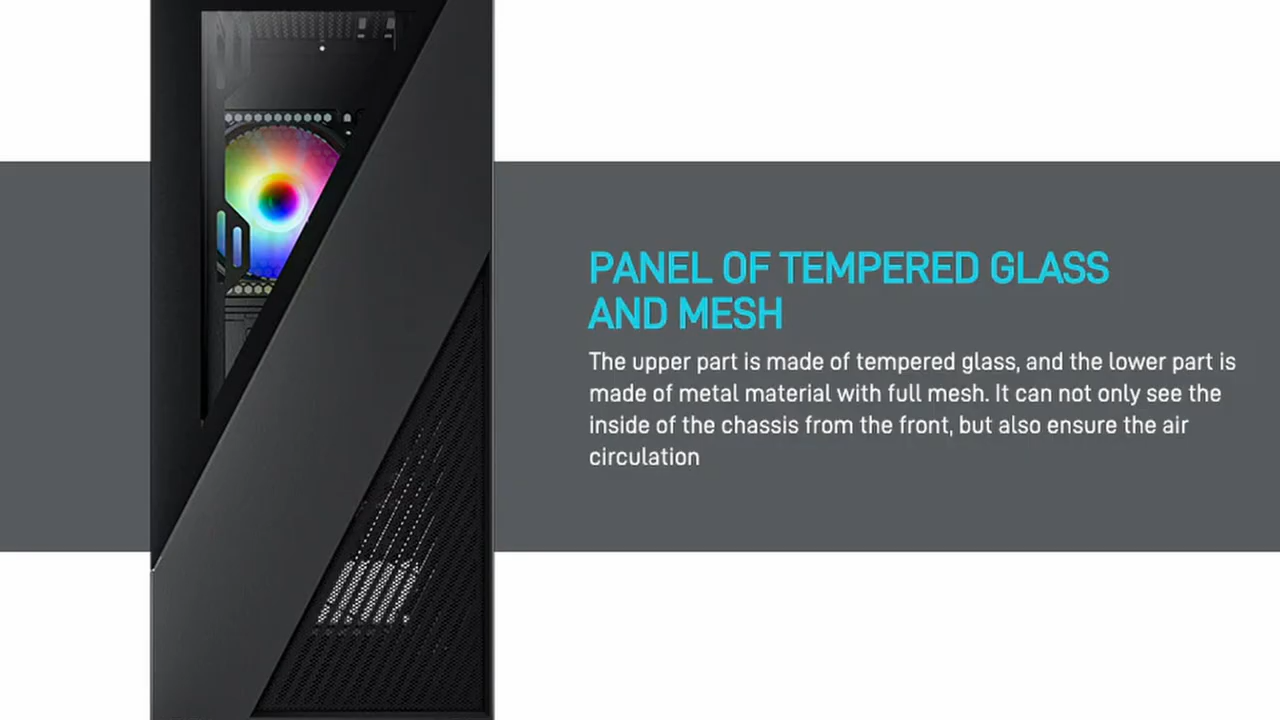 PANEL OF TEMPERED GLASS
AND MESH
The upper part is made of tempered glass, and the lower part is
made of metal material with full mesh. It can not only see the
inside of the chassis from the front, but also ensure the air
circulation